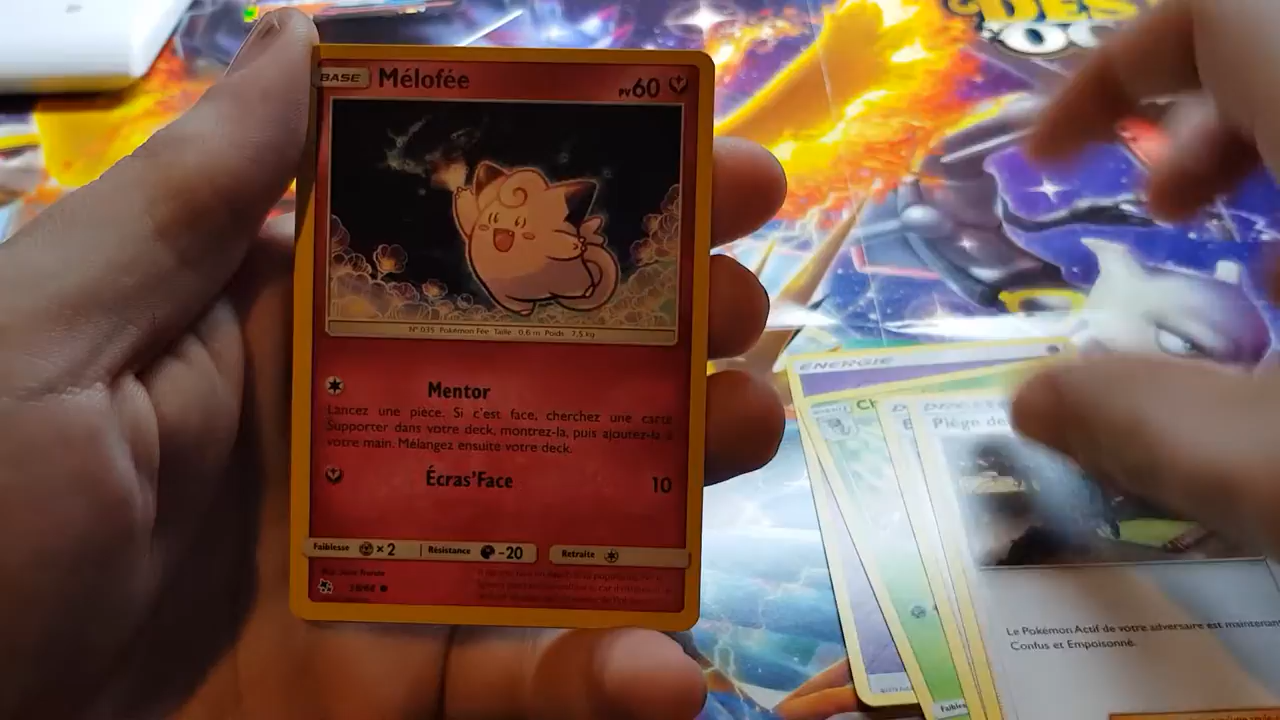 BASE Mélofée PV 60
N° 035 Pokémon Fée Taille : 0,6 m Poids : 7,5 kg
Mentor
Lancez une pièce. Si c'est face, cherchez une carte
Supporter dans votre deck, montrez-la, puis ajoutez-la à
votre main. Mélangez ensuite votre deck.
Écras'Face 10
Faiblesse ×2 Résistance -20 Retraite
DES
ÉNERGIE
Piège de
Le Pokémon Actif de votre adversaire est maintenant
Confus et Empoisonné.